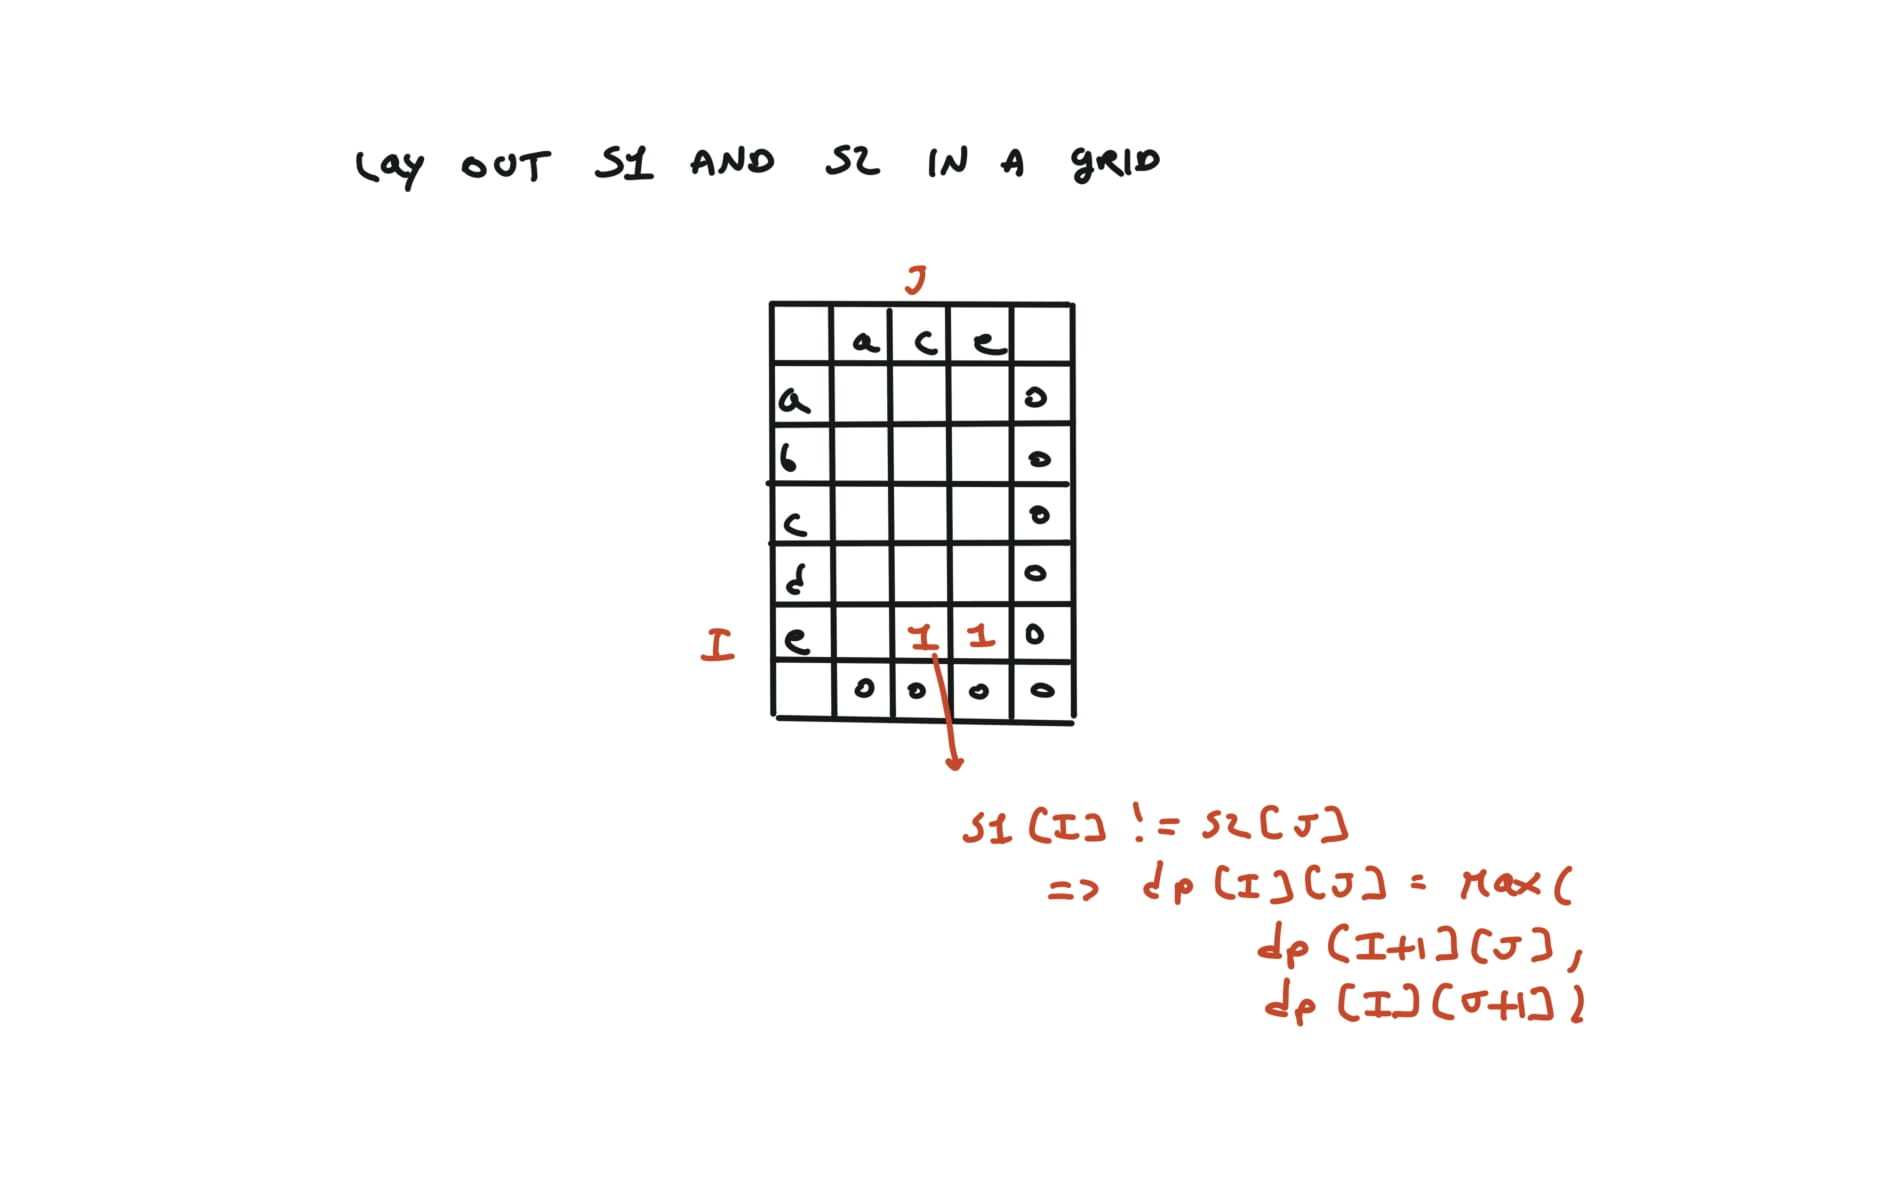 Lay OUT S1 AND S2 IN A GRID
J
a c e
a 0
b 0
c 0
d 0
I e 1 1 0
0 0 0 0
S1[I] != S2[J]
=> dp[I][J] = Max(
dp[I+1][J],
dp[I][J+1])